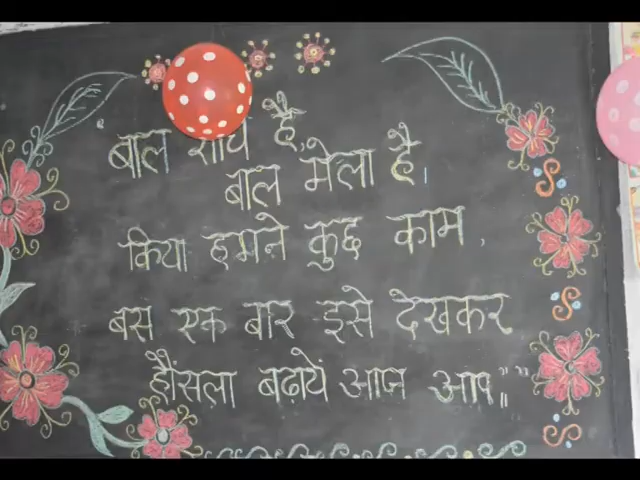 "बाल शोध है,
बाल मेला है।
किया हमने कुछ काम,
बस एक बार इसे देखकर
हौंसला बढायें आज आप॥"